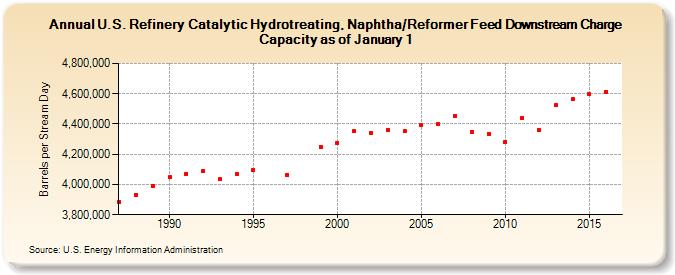 Annual U.S. Refinery Catalytic Hydrotreating, Naphtha/Reformer Feed Downstream Charge
Capacity as of January 1
Barrels per Stream Day
4,800,000
4,600,000
4,400,000
4,200,000
4,000,000
3,800,000
1990 1995 2000 2005 2010 2015
Source: U.S. Energy Information Administration